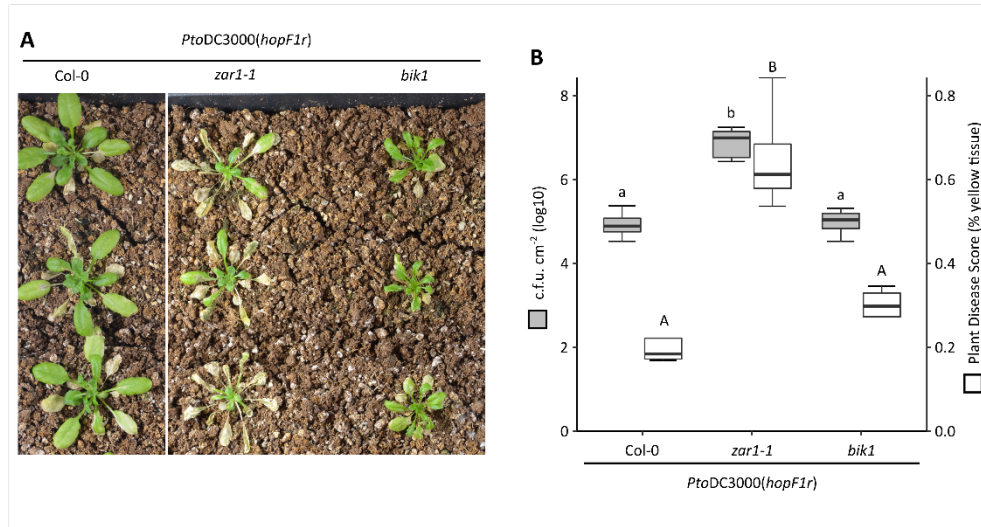 A
PtoDC3000(hopF1r)
Col-0 zar1-1 bik1
B
c.f.u. cm-2 (log10)
8
6
4
2
0
a
A
b
B
a
A
0.8
0.6
0.4
0.2
0.0
Plant Disease Score (% yellow tissue)
Col-0 zar1-1 bik1
PtoDC3000(hopF1r)